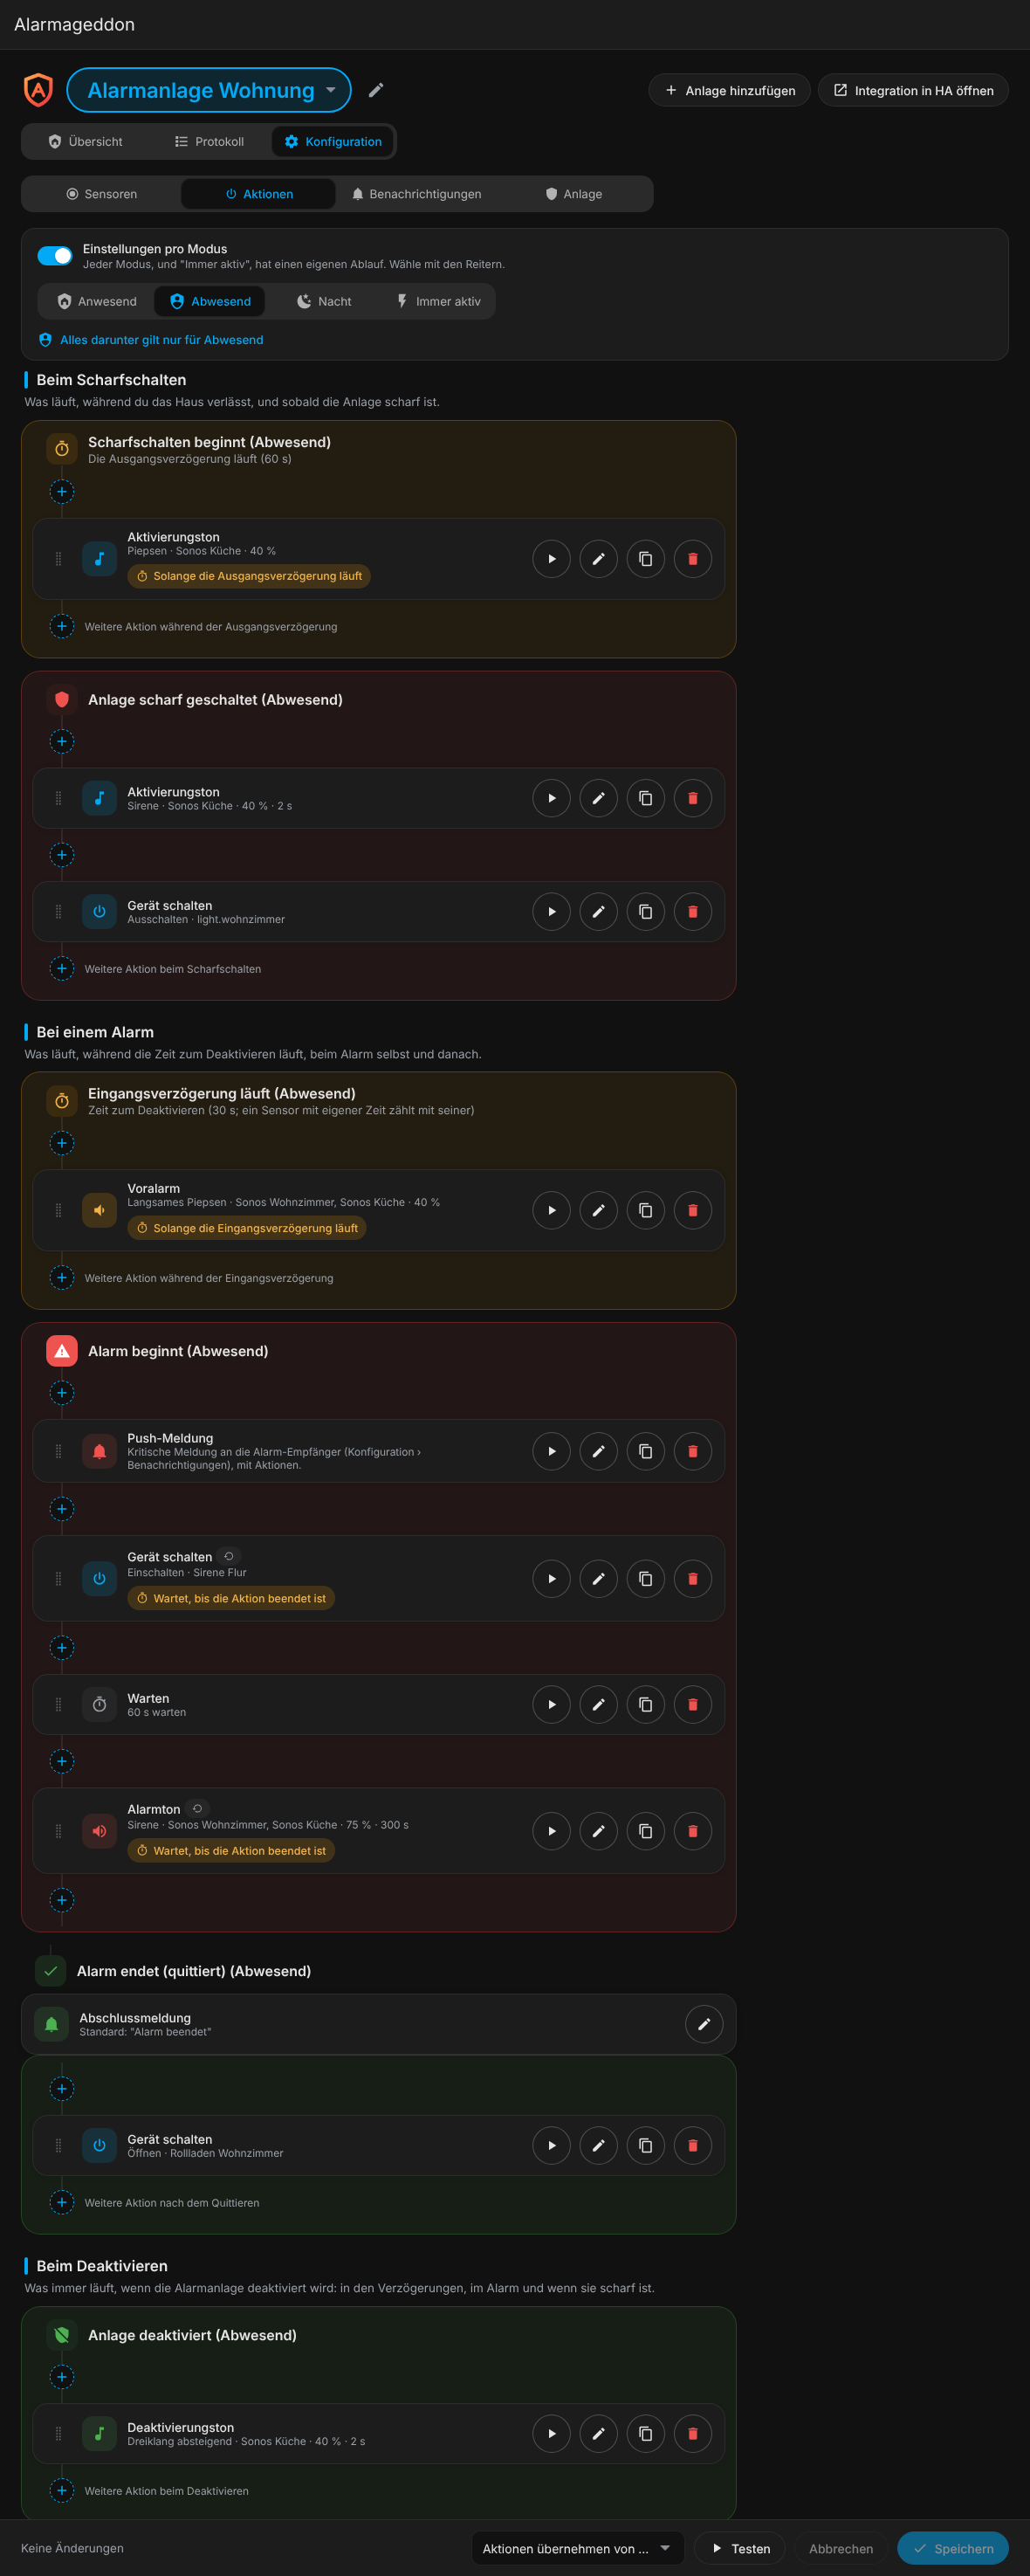 Alarmageddon
Alarmanlage Wohnung
Anlage hinzufügen
Integration in HA öffnen
Übersicht
Protokoll
Konfiguration
Sensoren
Aktionen
Benachrichtigungen
Anlage
Einstellungen pro Modus
Jeder Modus, und "Immer aktiv", hat einen eigenen Ablauf. Wähle mit den Reitern.
Anwesend
Abwesend
Nacht
Immer aktiv
Alles darunter gilt nur für Abwesend
Beim Scharfschalten
Was läuft, während du das Haus verlässt, und sobald die Anlage scharf ist.
Scharfschalten beginnt (Abwesend)
Die Ausgangsverzögerung läuft (60 s)
Aktivierungston
Piepsen · Sonos Küche · 40 %
Solange die Ausgangsverzögerung läuft
Weitere Aktion während der Ausgangsverzögerung
Anlage scharf geschaltet (Abwesend)
Aktivierungston
Sirene · Sonos Küche · 40 % · 2 s
Gerät schalten
Ausschalten · light.wohnzimmer
Weitere Aktion beim Scharfschalten
Bei einem Alarm
Was läuft, während die Zeit zum Deaktivieren läuft, beim Alarm selbst und danach.
Eingangsverzögerung läuft (Abwesend)
Zeit zum Deaktivieren (30 s; ein Sensor mit eigener Zeit zählt mit seiner)
Voralarm
Langsames Piepsen · Sonos Wohnzimmer, Sonos Küche · 40 %
Solange die Eingangsverzögerung läuft
Weitere Aktion während der Eingangsverzögerung
Alarm beginnt (Abwesend)
Push-Meldung
Kritische Meldung an die Alarm-Empfänger (Konfiguration ›
Benachrichtigungen), mit Aktionen.
Gerät schalten
Einschalten · Sirene Flur
Wartet, bis die Aktion beendet ist
Warten
60 s warten
Alarmton
Sirene · Sonos Wohnzimmer, Sonos Küche · 75 % · 300 s
Wartet, bis die Aktion beendet ist
Alarm endet (quittiert) (Abwesend)
Abschlussmeldung
Standard: "Alarm beendet"
Gerät schalten
Öffnen · Rollladen Wohnzimmer
Weitere Aktion nach dem Quittieren
Beim Deaktivieren
Was immer läuft, wenn die Alarmanlage deaktiviert wird: in den Verzögerungen, im Alarm und wenn sie scharf ist.
Anlage deaktiviert (Abwesend)
Deaktivierungston
Dreiklang absteigend · Sonos Küche · 40 % · 2 s
Weitere Aktion beim Deaktivieren
Keine Änderungen
Aktionen übernehmen von ...
Testen
Abbrechen
Speichern